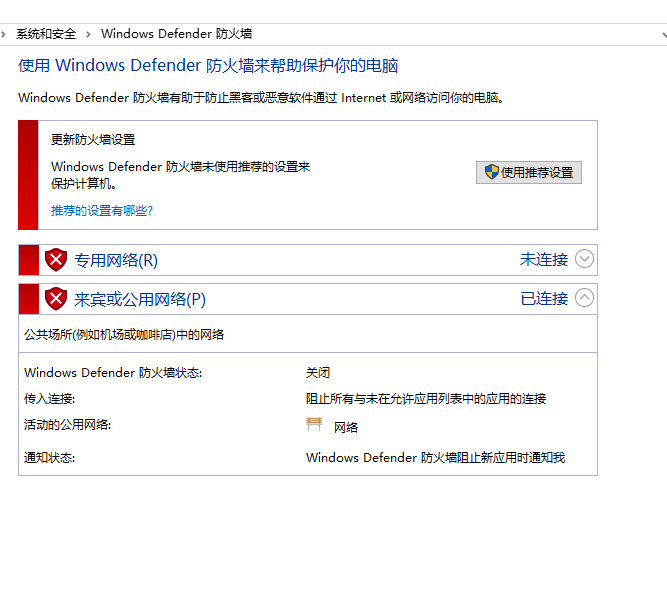 系统和安全 › Windows Defender 防火墙
使用 Windows Defender 防火墙来帮助保护你的电脑
Windows Defender 防火墙有助于防止黑客或恶意软件通过 Internet 或网络访问你的电脑。
更新防火墙设置
Windows Defender 防火墙未使用推荐的设置来
保护计算机。
使用推荐设置
推荐的设置有哪些?
专用网络(R) 未连接
来宾或公用网络(P) 已连接
公共场所(例如机场或咖啡店)中的网络
Windows Defender 防火墙状态: 关闭
传入连接: 阻止所有与未在允许应用列表中的应用的连接
活动的公用网络: 网络
通知状态: Windows Defender 防火墙阻止新应用时通知我